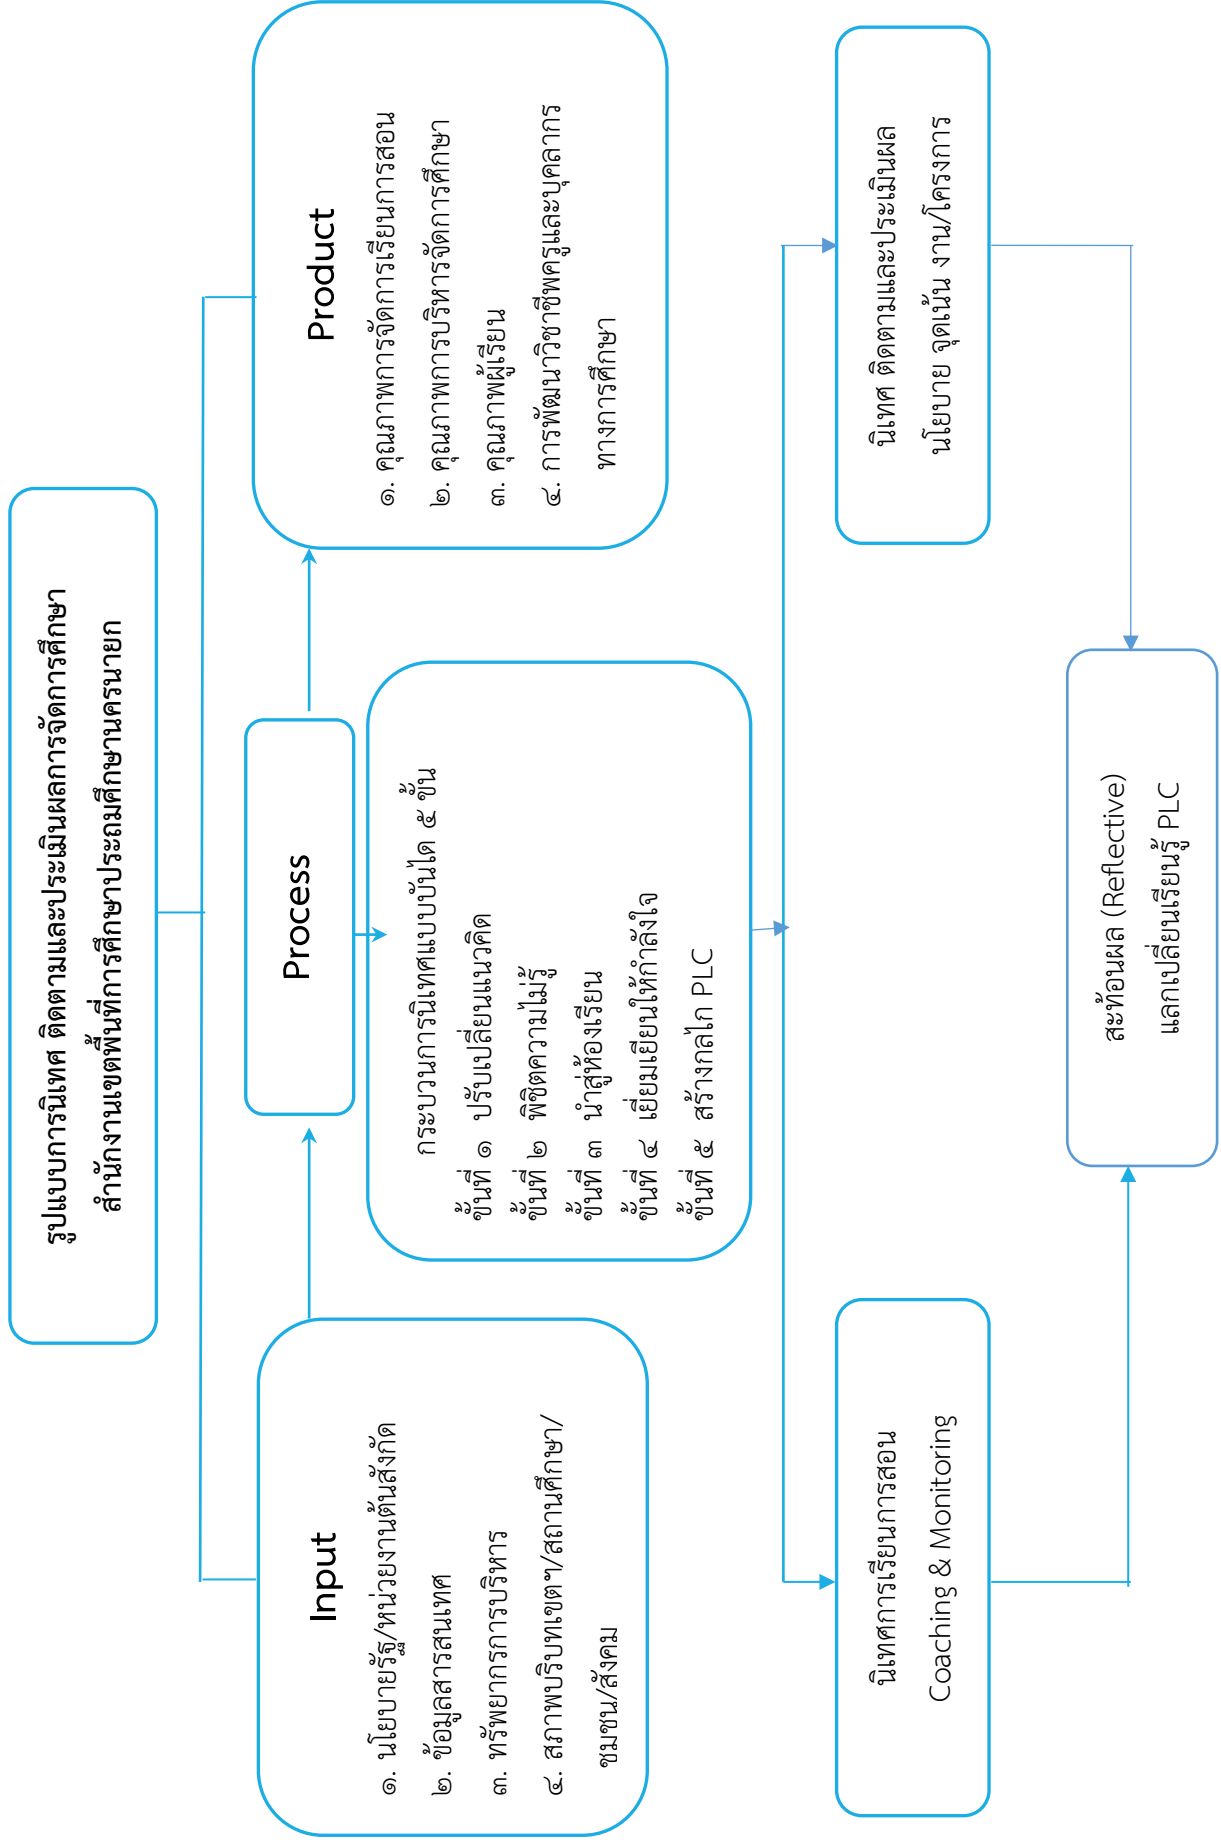 รูปแบบการนิเทศ ติดตามและประเมินผลการจัดการศึกษา
สำนักงานเขตพื้นที่การศึกษาประถมศึกษานครนายก
Input
๑. นโยบายรัฐ/หน่วยงานต้นสังกัด
๒. ข้อมูลสารสนเทศ
๓. ทรัพยากรการบริหาร
๔. สภาพบริบทเขตฯ/สถานศึกษา/
ชมชน/สังคม
Process
กระบวนการนิเทศแบบบันได ๕ ขั้น
ขั้นที่ ๑ ปรับเปลี่ยนแนวคิด
ขั้นที่ ๒ พิชิตความไม่รู้
ขั้นที่ ๓ นำสู่ห้องเรียน
ขั้นที่ ๔ เยี่ยมเยียนให้กำลังใจ
ขั้นที่ ๕ สร้างกลไก PLC
Product
๑. คุณภาพการจัดการเรียนการสอน
๒. คุณภาพการบริหารจัดการศึกษา
๓. คุณภาพผู้เรียน
๔. การพัฒนาวิชาชีพครูและบุคลากร
ทางการศึกษา
นิเทศการเรียนการสอน
Coaching & Monitoring
นิเทศ ติดตามและประเมินผล
นโยบาย จุดเน้น งาน/โครงการ
สะท้อนผล (Reflective)
แลกเปลี่ยนเรียนรู้ PLC